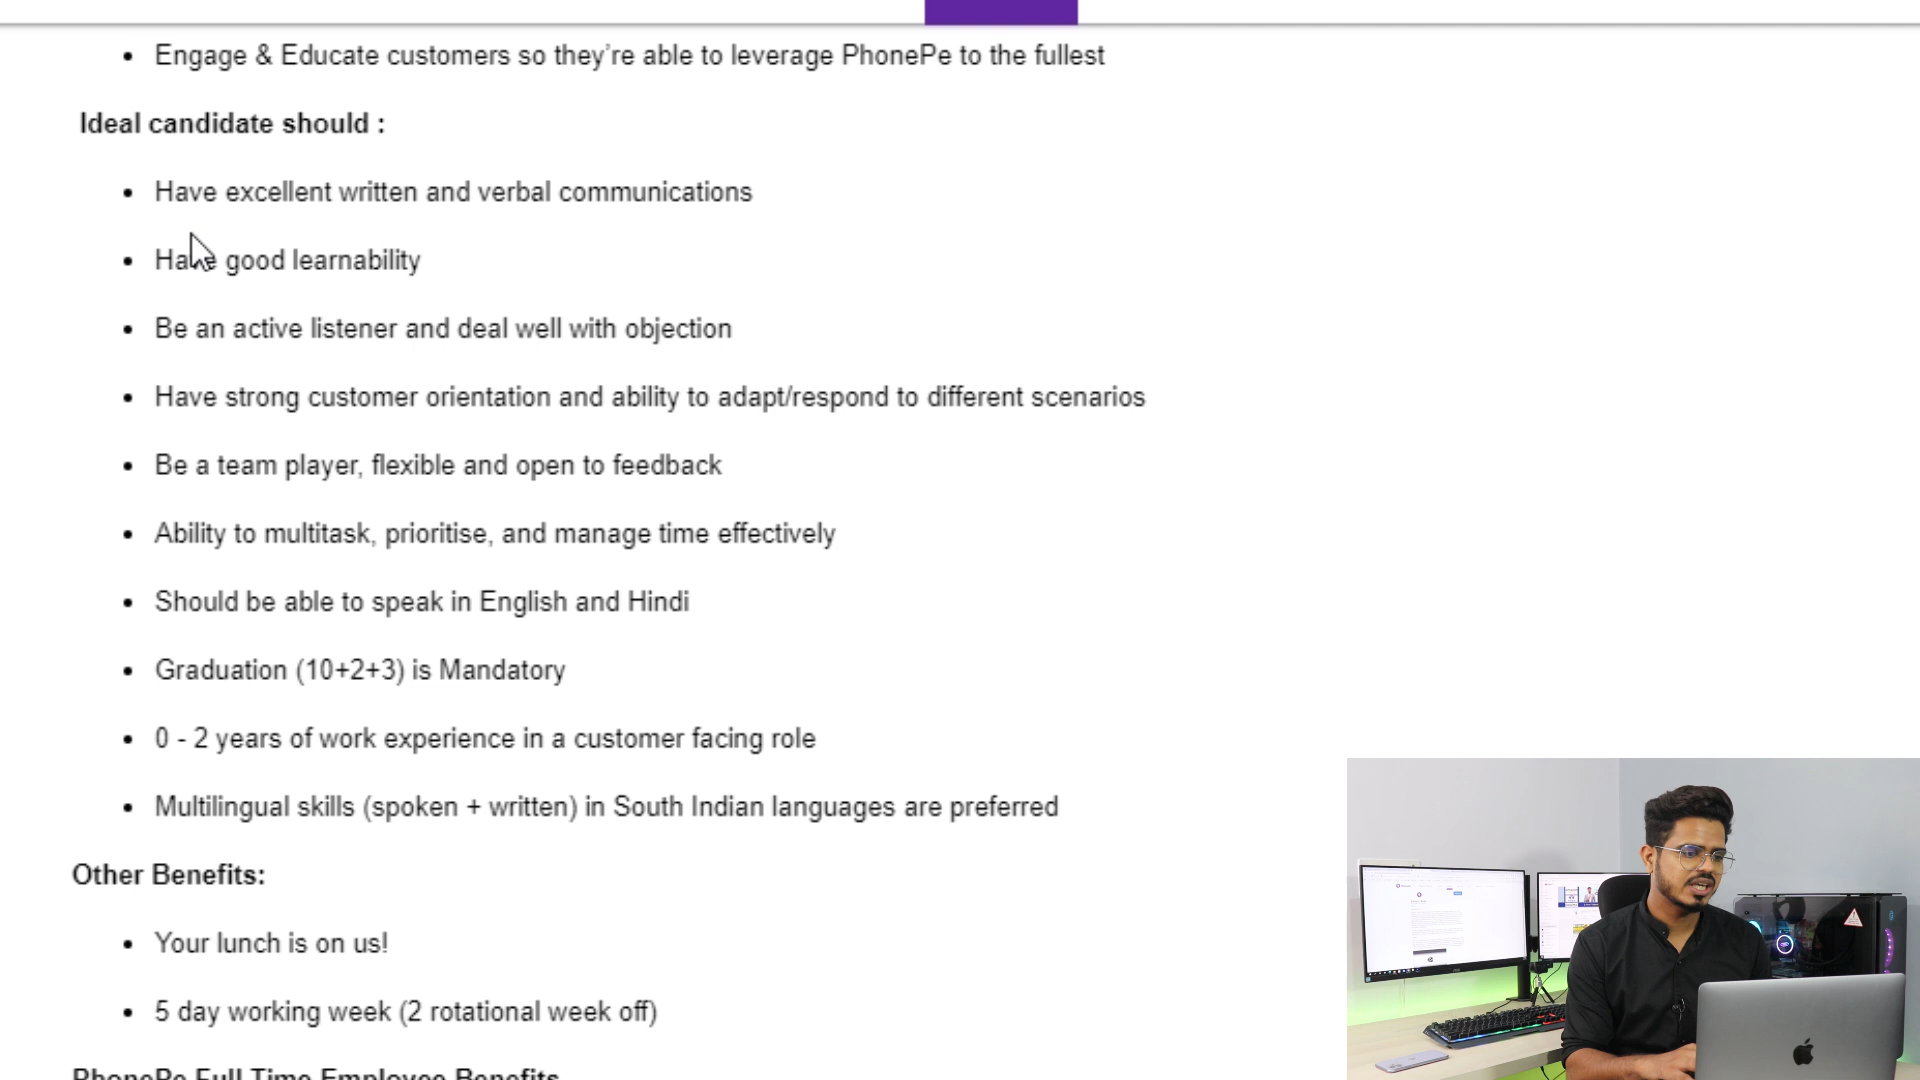 Engage & Educate customers so they’re able to leverage PhonePe to the fullest
Ideal candidate should :
Have excellent written and verbal communications
Have good learnability
Be an active listener and deal well with objection
Have strong customer orientation and ability to adapt/respond to different scenarios
Be a team player, flexible and open to feedback
Ability to multitask, prioritise, and manage time effectively
Should be able to speak in English and Hindi
Graduation (10+2+3) is Mandatory
0 - 2 years of work experience in a customer facing role
Multilingual skills (spoken + written) in South Indian languages are preferred
Other Benefits:
Your lunch is on us!
5 day working week (2 rotational week off)
PhonePe Full Time Employee Benefits